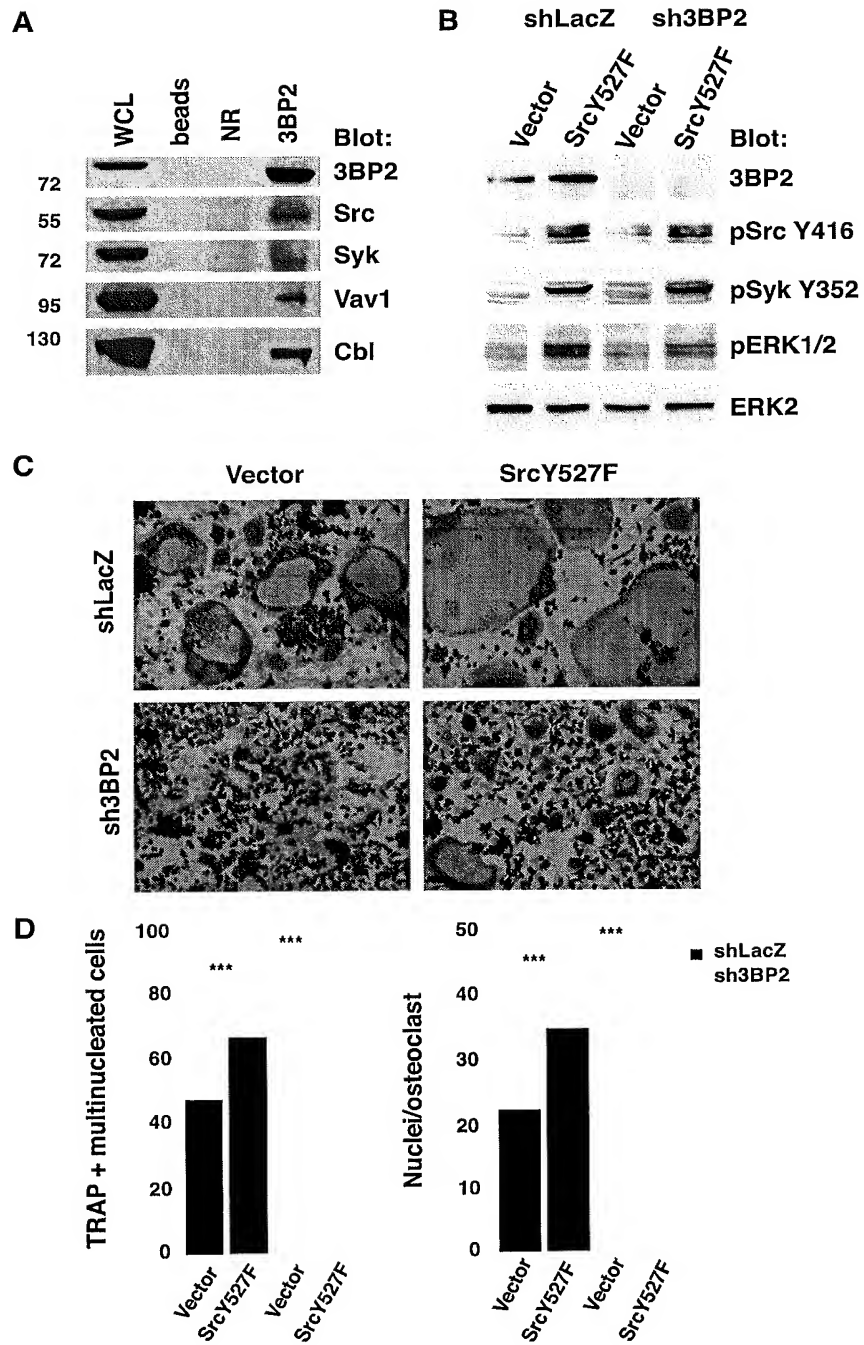 A
WCL
beads
NR
3BP2
Blot:
72
3BP2
55
Src
72
Syk
95
Vav1
130
Cbl
B
shLacZ
sh3BP2
Vector
SrcY527F
Vector
SrcY527F
Blot:
3BP2
pSrc Y416
pSyk Y352
pERK1/2
ERK2
C
Vector
SrcY527F
shLacZ
sh3BP2
D
TRAP + multinucleated cells
100
80
60
40
20
0
***
***
Vector
SrcY527F
Vector
SrcY527F
Nuclei/osteoclast
50
40
30
20
10
0
***
***
Vector
SrcY527F
Vector
SrcY527F
shLacZ
sh3BP2